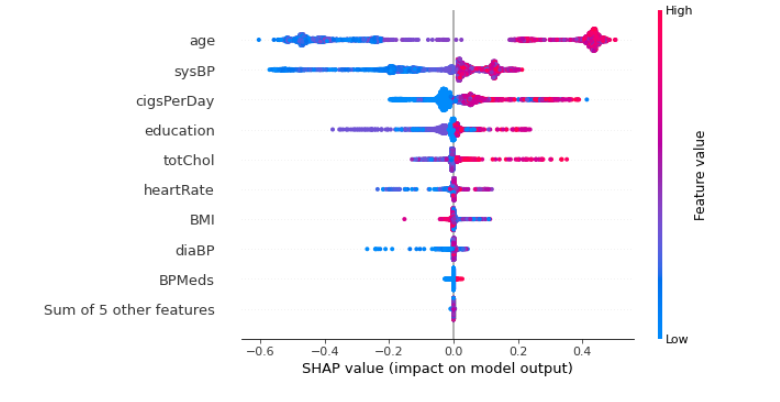 High
age
sysBP
cigsPerDay
education
totChol
heartRate
BMI
diaBP
BPMeds
Sum of 5 other features
Feature value
Low
−0.6 −0.4 −0.2 0.0 0.2 0.4
SHAP value (impact on model output)